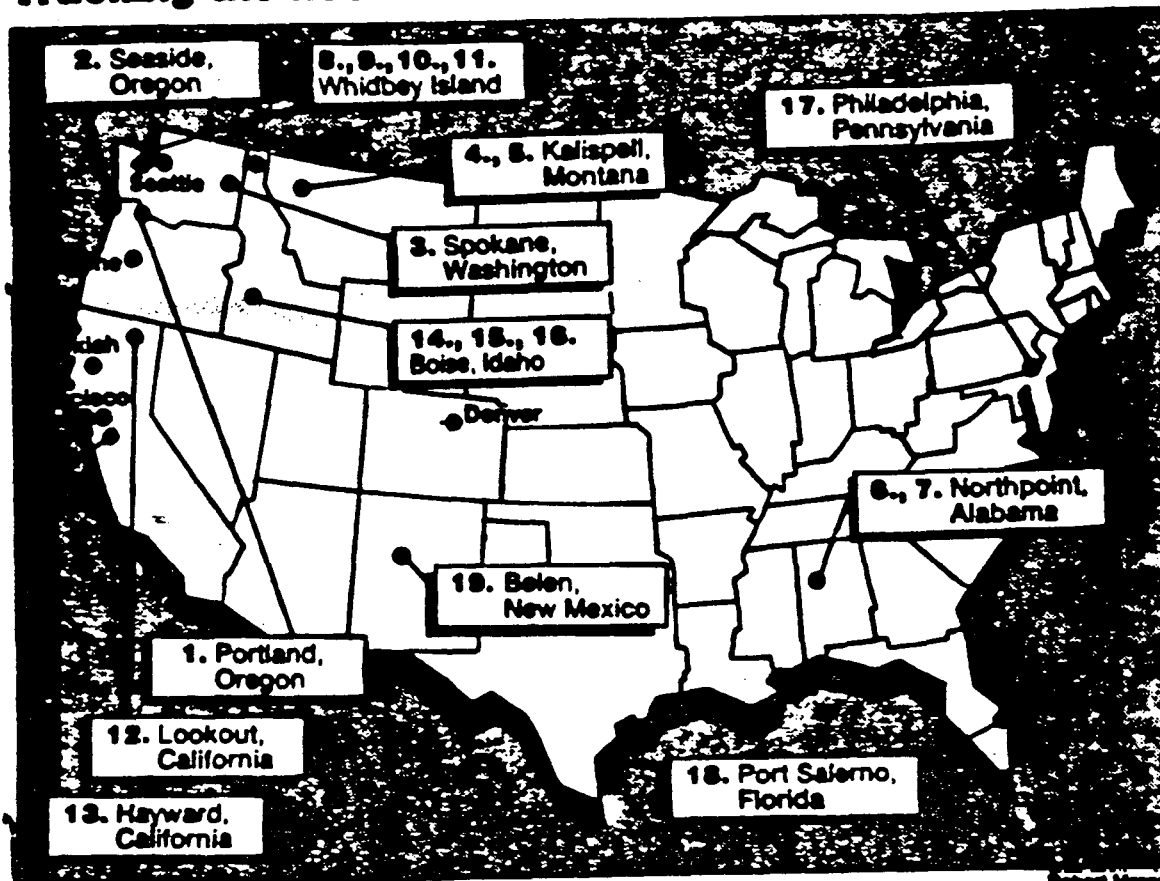 2. Seaside,
Oregon
8., 9., 10., 11.
Whidbey Island
17. Philadelphia,
Pennsylvania
4., 5. Kalispell,
Montana
Seattle
3. Spokane,
Washington
14., 15., 16.
Boise, Idaho
Denver
6., 7. Northpoint,
Alabama
19. Belen,
New Mexico
1. Portland,
Oregon
12. Lookout,
California
18. Port Salerno,
Florida
13. Hayward,
California